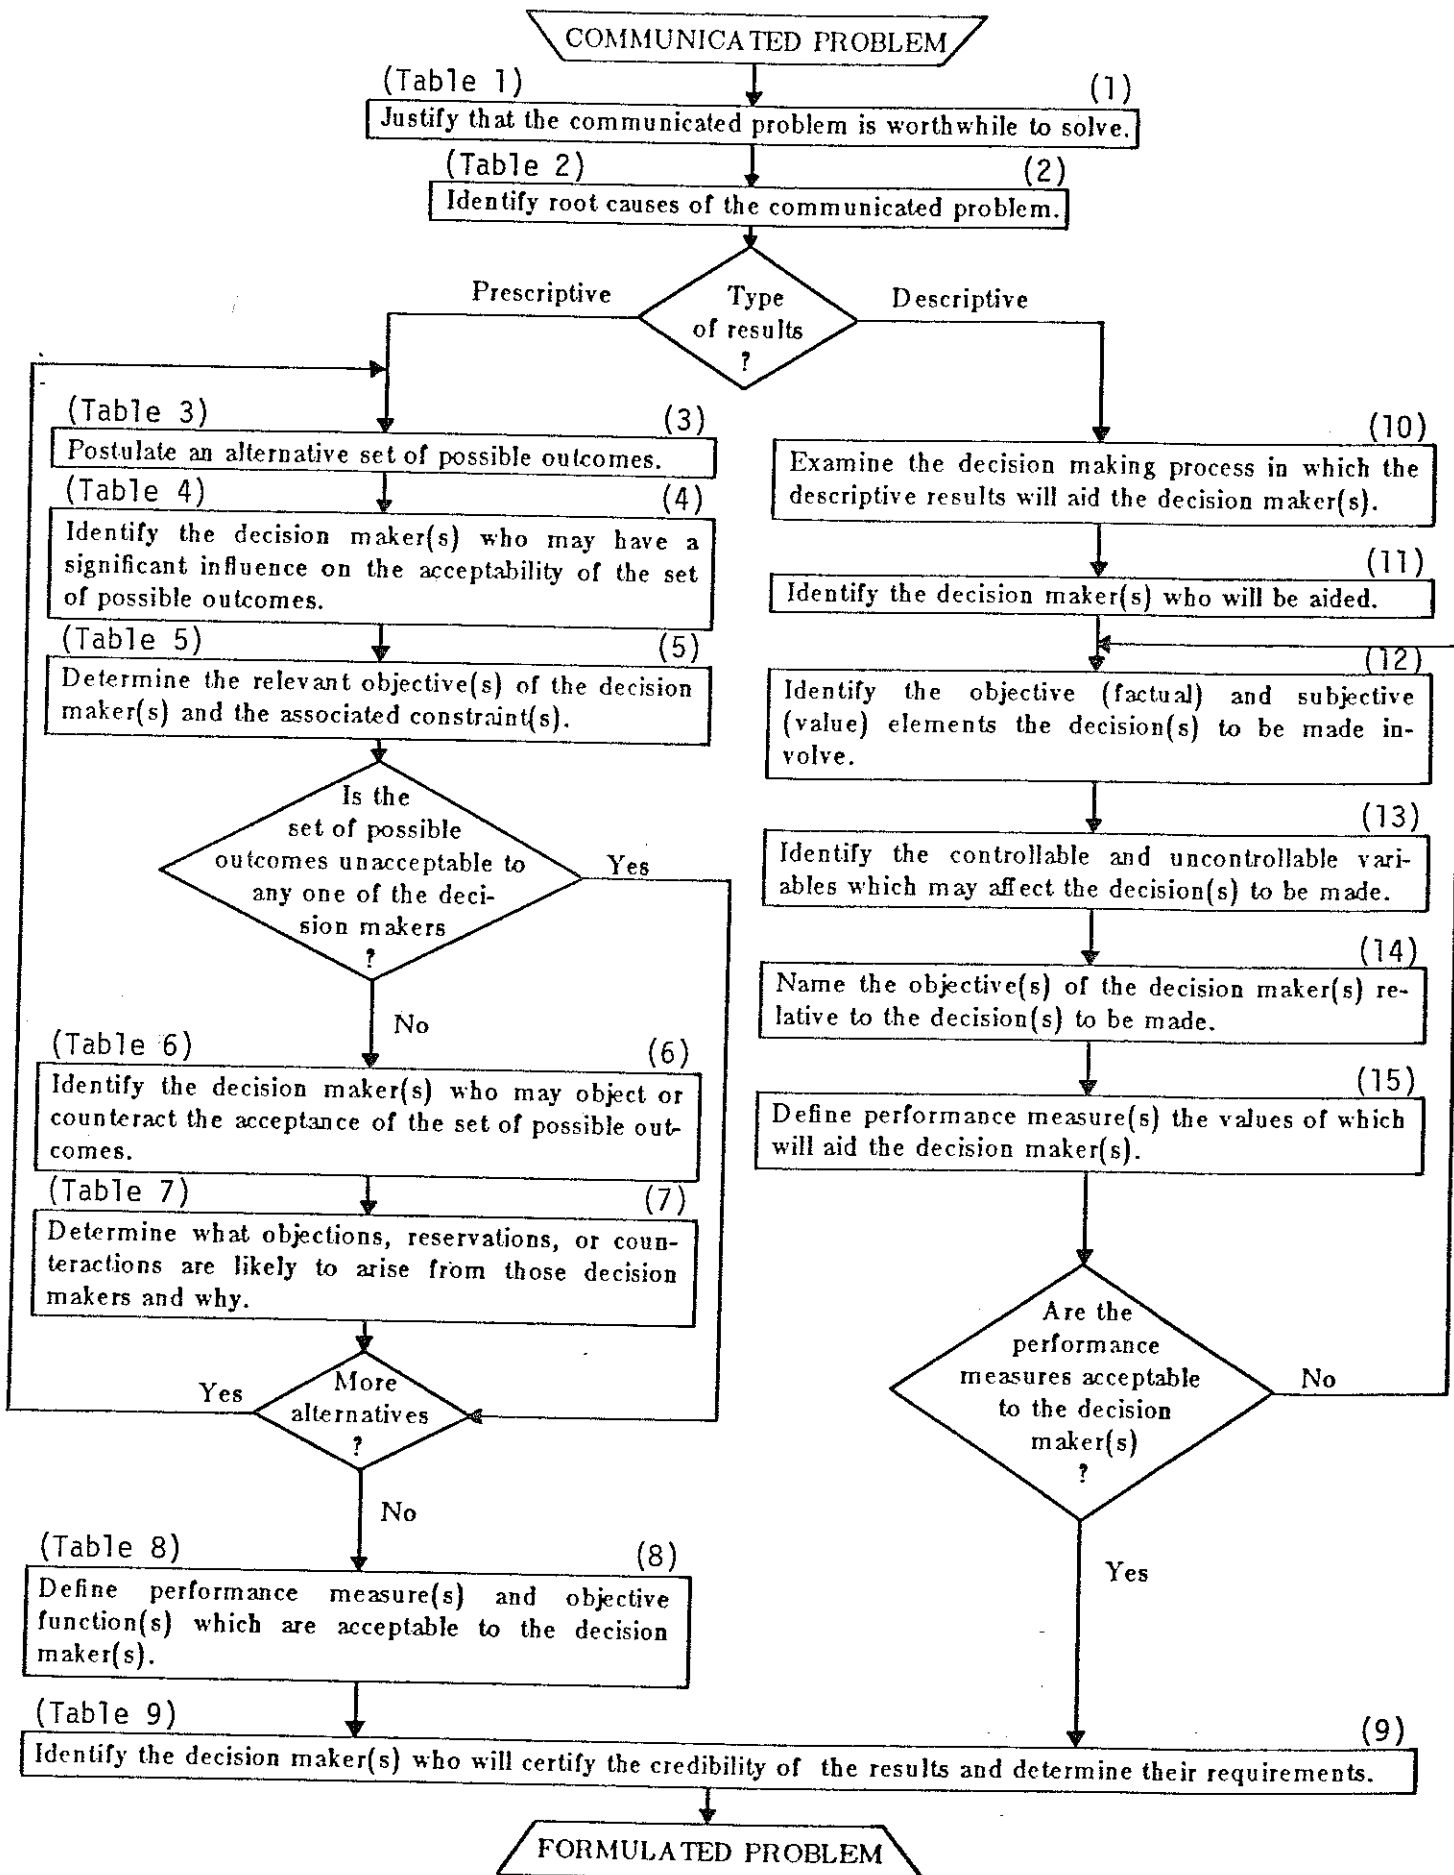 COMMUNICATED PROBLEM
(Table 1) (1)
Justify that the communicated problem is worthwhile to solve.
(Table 2) (2)
Identify root causes of the communicated problem.
Type
of results
?
Prescriptive
Descriptive
(Table 3) (3)
Postulate an alternative set of possible outcomes.
(Table 4) (4)
Identify the decision maker(s) who may have a
significant influence on the acceptability of the set
of possible outcomes.
(Table 5) (5)
Determine the relevant objective(s) of the decision
maker(s) and the associated constraint(s).
Is the
set of possible
outcomes unacceptable to
any one of the deci-
sion makers
?
Yes
No
(Table 6) (6)
Identify the decision maker(s) who may object or
counteract the acceptance of the set of possible out-
comes.
(Table 7) (7)
Determine what objections, reservations, or coun-
teractions are likely to arise from those decision
makers and why.
Yes
More
alternatives
?
No
(Table 8) (8)
Define performance measure(s) and objective
function(s) which are acceptable to the decision
maker(s).
(10)
Examine the decision making process in which the
descriptive results will aid the decision maker(s).
(11)
Identify the decision maker(s) who will be aided.
(12)
Identify the objective (factual) and subjective
(value) elements the decision(s) to be made in-
volve.
(13)
Identify the controllable and uncontrollable vari-
ables which may affect the decision(s) to be made.
(14)
Name the objective(s) of the decision maker(s) re-
lative to the decision(s) to be made.
(15)
Define performance measure(s) the values of which
will aid the decision maker(s).
Are the
performance
measures acceptable
to the decision
maker(s)
?
No
Yes
(Table 9) (9)
Identify the decision maker(s) who will certify the credibility of the results and determine their requirements.
FORMULATED PROBLEM